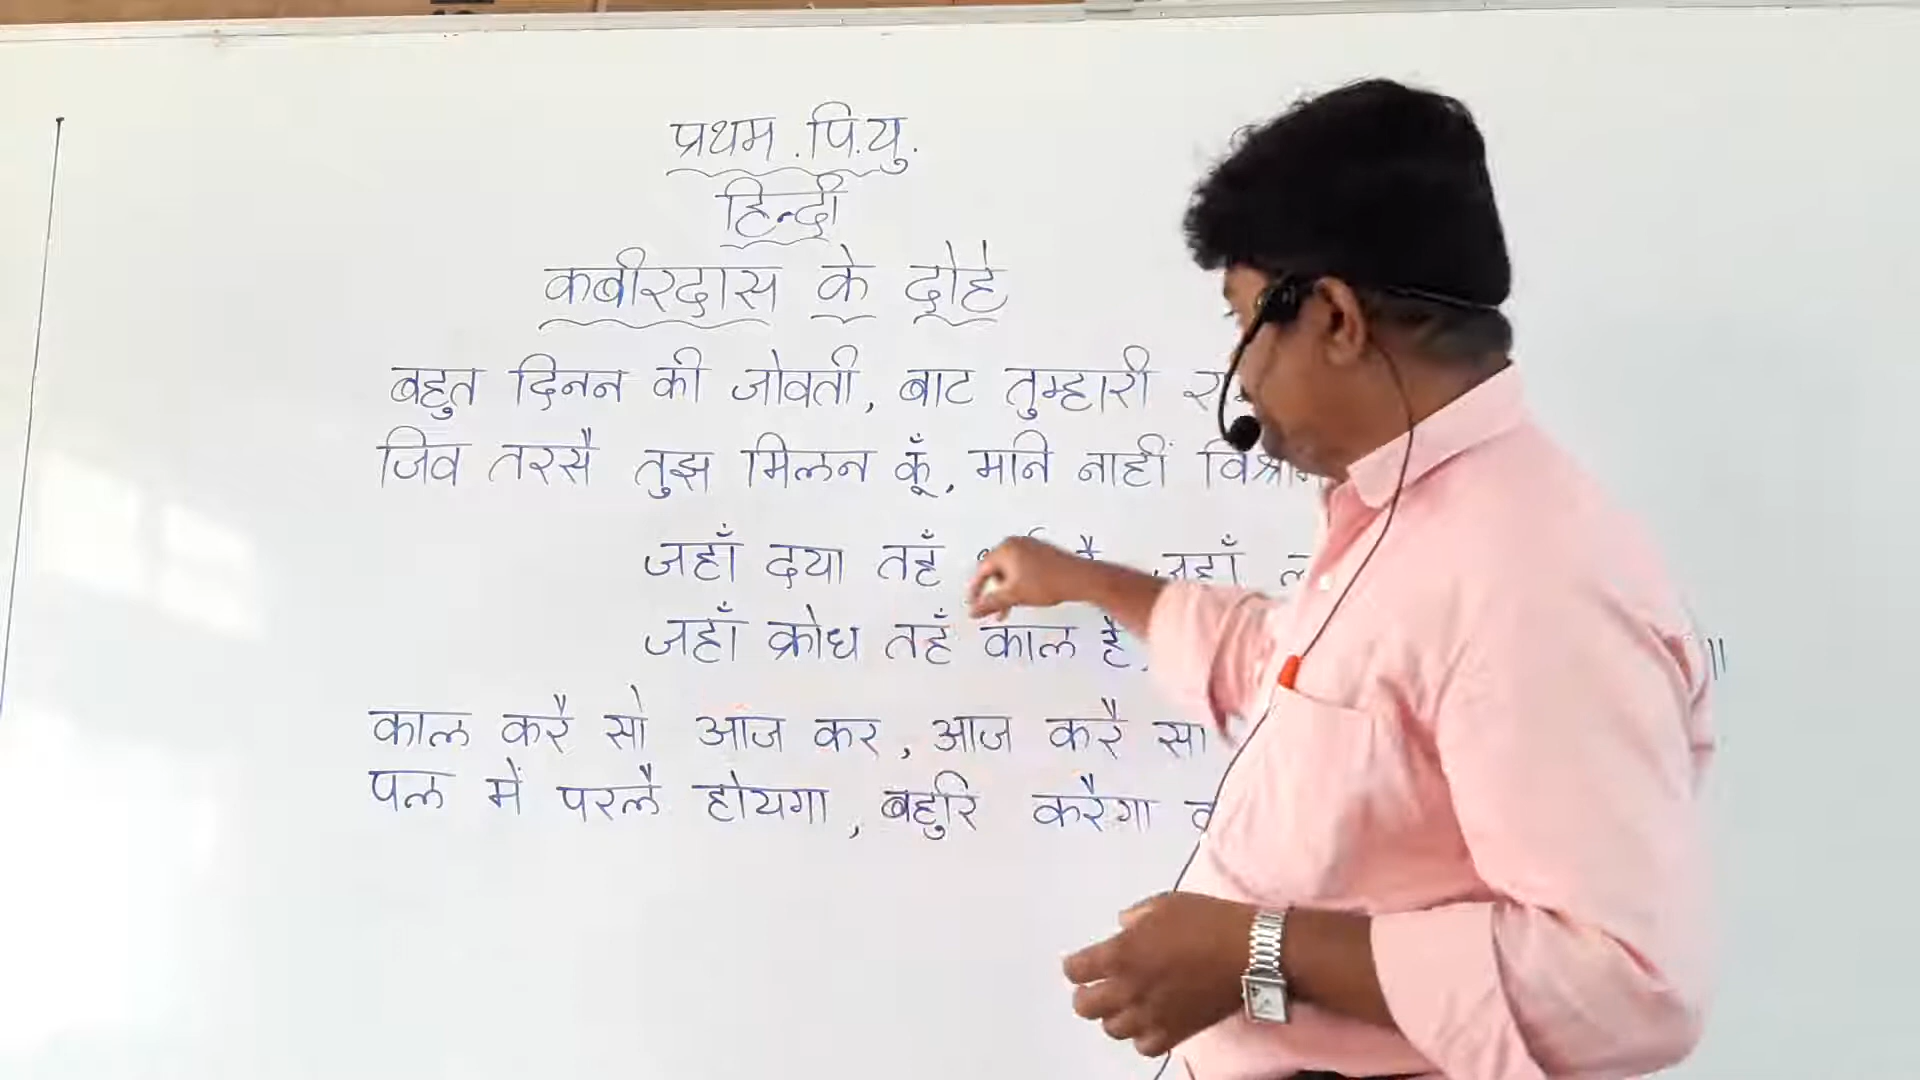 प्रथम . पि.यु.
हिन्दी
कबीरदास के दोहे
बहुत दिनन की जोवती, बाट तुम्हारी
जिव तरसै तुझ मिलन कूँ, मनि नाहीं
जहाँ दया तहँ जहाँ
जहाँ क्रोध तहँ काल है, ॥
काल करै सो आज कर, आज करै
पल में परलै होयगा, बहुरि करैगा